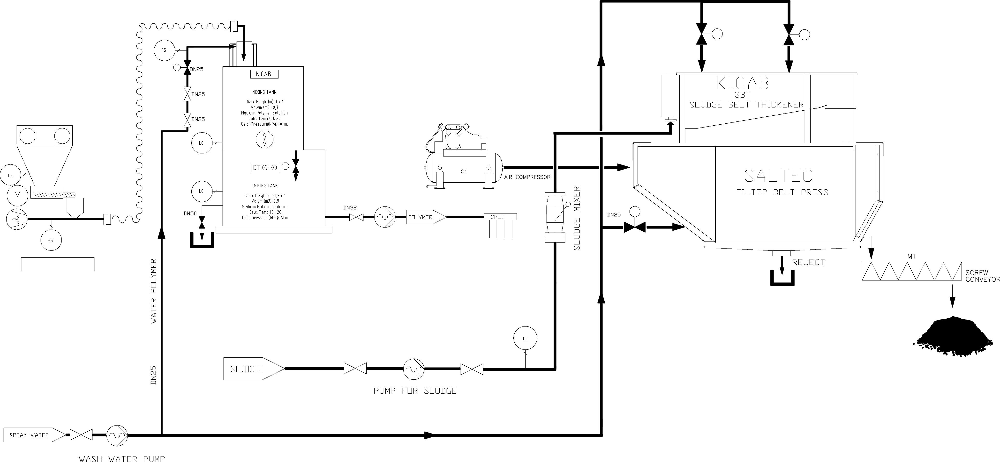 FS
DN25
DN25
DN25
KICAB
MIXING TANK
Dia x Height(m): 1 x 1
Volym (m3): 0,7
Medium: Polymer solution
Calc. Temp (C): 20
Calc. Pressure(kPa): Atm.
LC
DT 07-09
LC
DOSING TANK
Dia x Height (m):1,2 x 1
Volym (m3): 0,9
Medium: Polymer solution
Calc. Temp (C): 20
Calc. pressure(kPa): Atm.
DN50
LS
M
PS
DN32
POLYMER
SPLIT
C1
AIR COMPRESSOR
SLUDGE MIXER
KICAB
SBT
SLUDGE BELT THICKENER
SALTEC
FILTER BELT PRESS
DN25
REJECT
M1
SCREW
CONVEYOR
WATER POLYMER
DN25
FC
SLUDGE
PUMP FOR SLUDGE
SPRAY WATER
WASH WATER PUMP